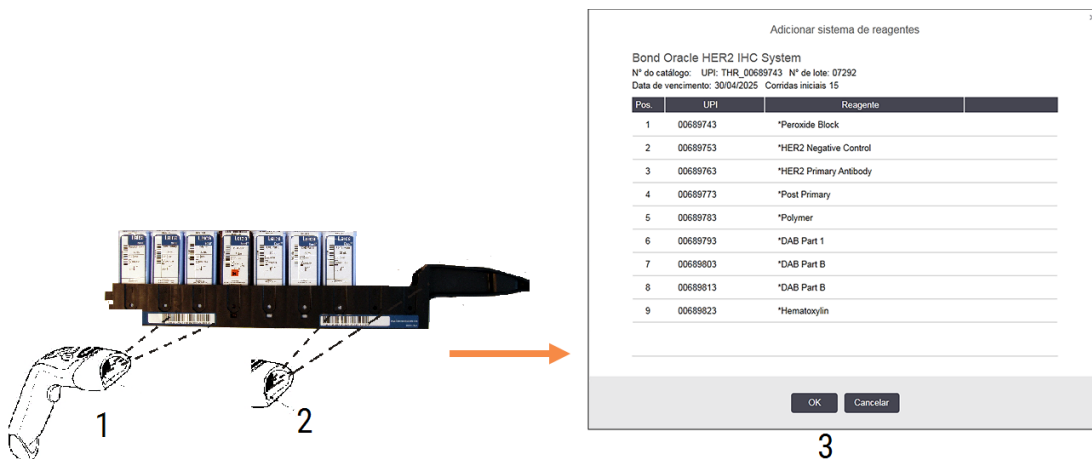 Adicionar sistema de reagentes
Bond Oracle HER2 IHC System
Nº do catálogo: UPI: THR_00689743 Nº de lote: 07292
Data de vencimento: 30/04/2025 Corridas iniciais 15
Pos. UPI Reagente
1 00689743 *Peroxide Block
2 00689753 *HER2 Negative Control
3 00689763 *HER2 Primary Antibody
4 00689773 *Post Primary
5 00689783 *Polymer
6 00689793 *DAB Part 1
7 00689803 *DAB Part B
8 00689813 *DAB Part B
9 00689823 *Hematoxylin
OK Cancelar
1
2
3